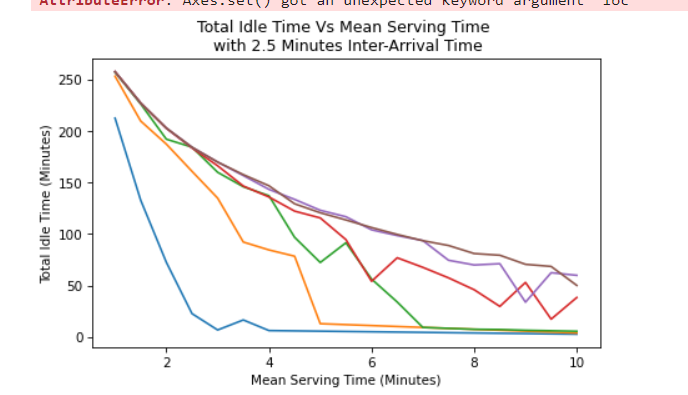 AttributeError: Axes.set() got an unexpected keyword argument 'loc'
Total Idle Time Vs Mean Serving Time
with 2.5 Minutes Inter-Arrival Time
Total Idle Time (Minutes)
250
200
150
100
50
0
2 4 6 8 10
Mean Serving Time (Minutes)